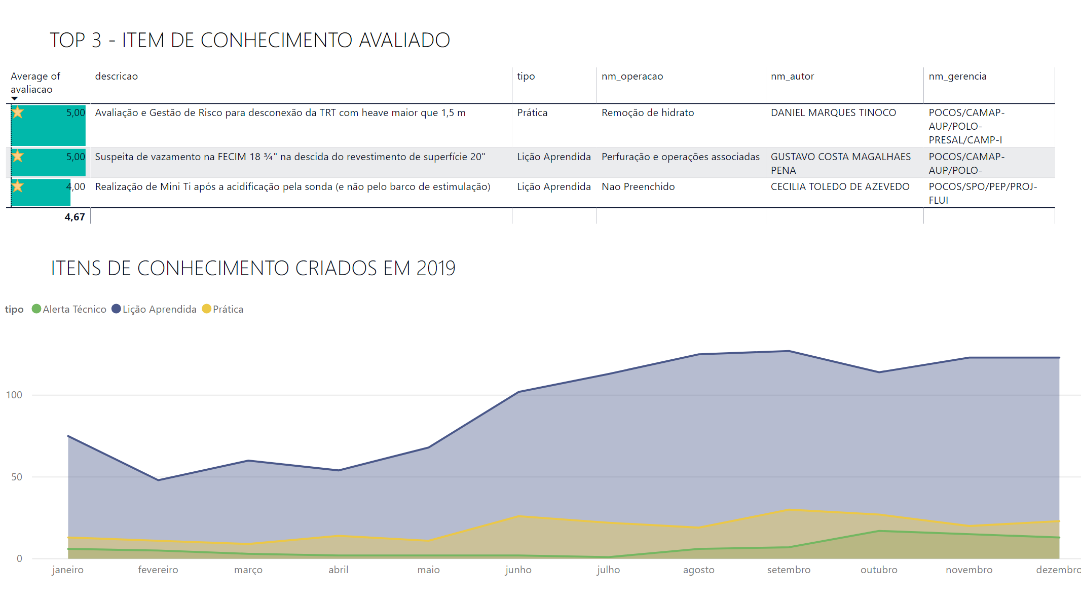 TOP 3 - ITEM DE CONHECIMENTO AVALIADO
Average of
avaliacao
descricao
tipo
nm_operacao
nm_autor
nm_gerencia
5,00
Avaliação e Gestão de Risco para desconexão da TRT com heave maior que 1,5 m
Prática
Remoção de hidrato
DANIEL MARQUES TINOCO
POCOS/CAMAP-
AUP/POLO-
PRESAL/CAMP-I
5,00
Suspeita de vazamento na FECIM 18 ¾" na descida do revestimento de superfície 20"
Lição Aprendida
Perfuração e operações associadas
GUSTAVO COSTA MAGALHAES
PENA
POCOS/CAMAP-
AUP/POLO-
4,00
Realização de Mini Ti após a acidificação pela sonda (e não pelo barco de estimulação)
Lição Aprendida
Nao Preenchido
CECILIA TOLEDO DE AZEVEDO
POCOS/SPO/PEP/PROJ-
FLUI
4,67
ITENS DE CONHECIMENTO CRIADOS EM 2019
tipo
Alerta Técnico
Lição Aprendida
Prática
100
50
0
janeiro
fevereiro
março
abril
maio
junho
julho
agosto
setembro
outubro
novembro
dezembro